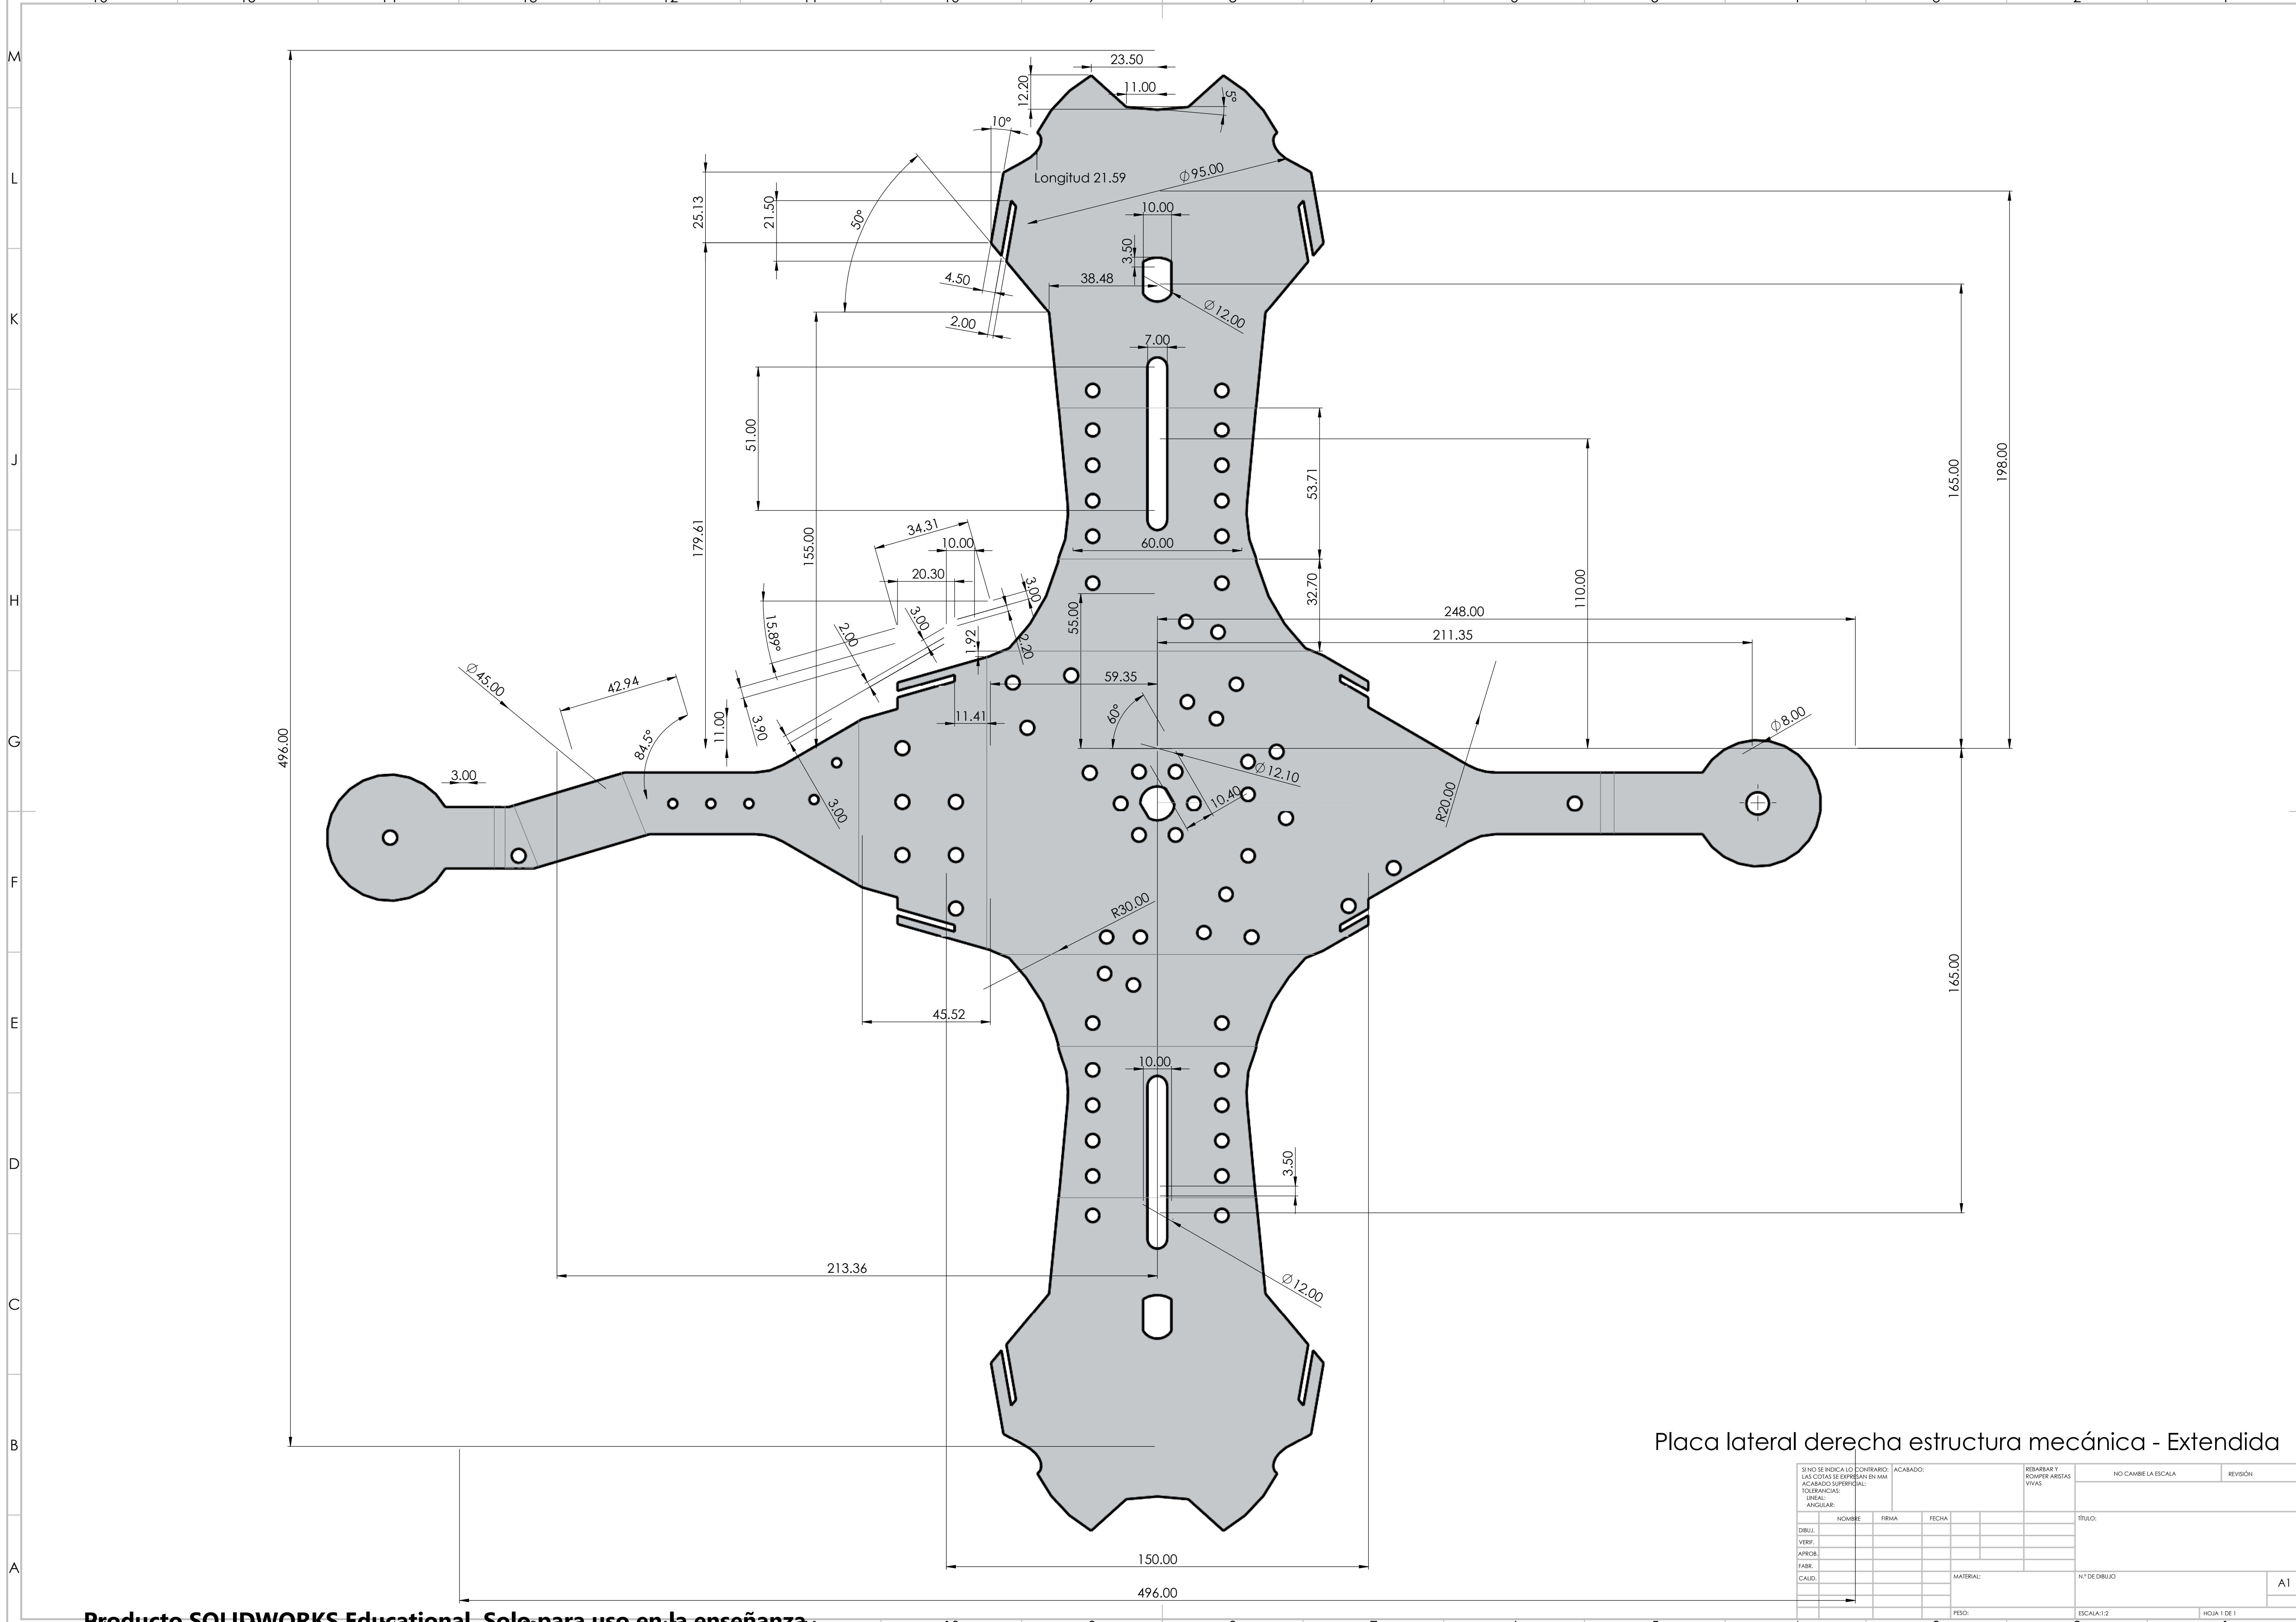 M
23.50
12.20
11.00
5°
10°
L
Longitud 21.59
Ø95.00
25.13
21.50
50°
10.00
3.50
4.50
38.48
K
2.00
Ø12.00
7.00
51.00
J
53.71
165.00
198.00
34.31
10.00
179.61
155.00
60.00
20.30
3.00
H
32.70
110.00
55.00
248.00
15.89°
2.00
3.00
1.92
2.20
211.35
Ø45.00
42.94
59.35
11.41
60°
G
496.00
84.5°
11.00
3.90
Ø8.00
3.00
Ø12.10
10.40
3.00
R20.00
F
R30.00
165.00
E
45.52
10.00
D
3.50
213.36
Ø12.00
C
B
Placa lateral derecha estructura mecánica - Extendida
SI NO SE INDICA LO CONTRARIO:
LAS COTAS SE EXPRESAN EN MM
ACABADO SUPERFICIAL:
TOLERANCIAS:
LINEAL:
ANGULAR:
ACABADO:
REBARBAR Y
ROMPER ARISTAS
VIVAS
NO CAMBIE LA ESCALA
REVISIÓN
NOMBRE
FIRMA
FECHA
TÍTULO:
DIBUJ.
VERIF.
APROB.
FABR.
CALID.
MATERIAL:
N.º DE DIBUJO
A1
PESO:
ESCALA:1:2
HOJA 1 DE 1
A
150.00
496.00
Producto SOLIDWORKS Educational. Solo para uso en la enseñanza